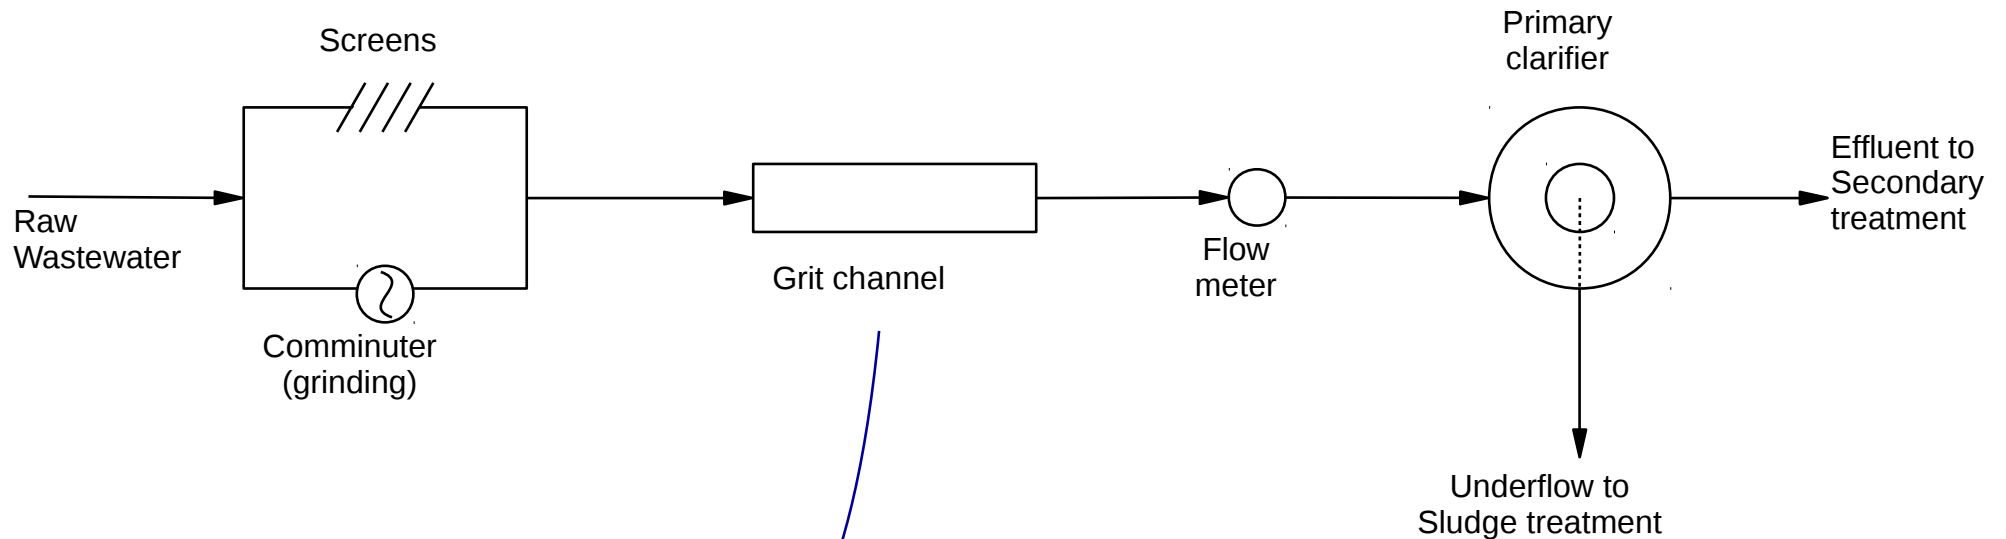 Screens
Raw
Wastewater
Comminuter
(grinding)
Grit channel
Flow
meter
Primary
clarifier
Effluent to
Secondary
treatment
Underflow to
Sludge treatment